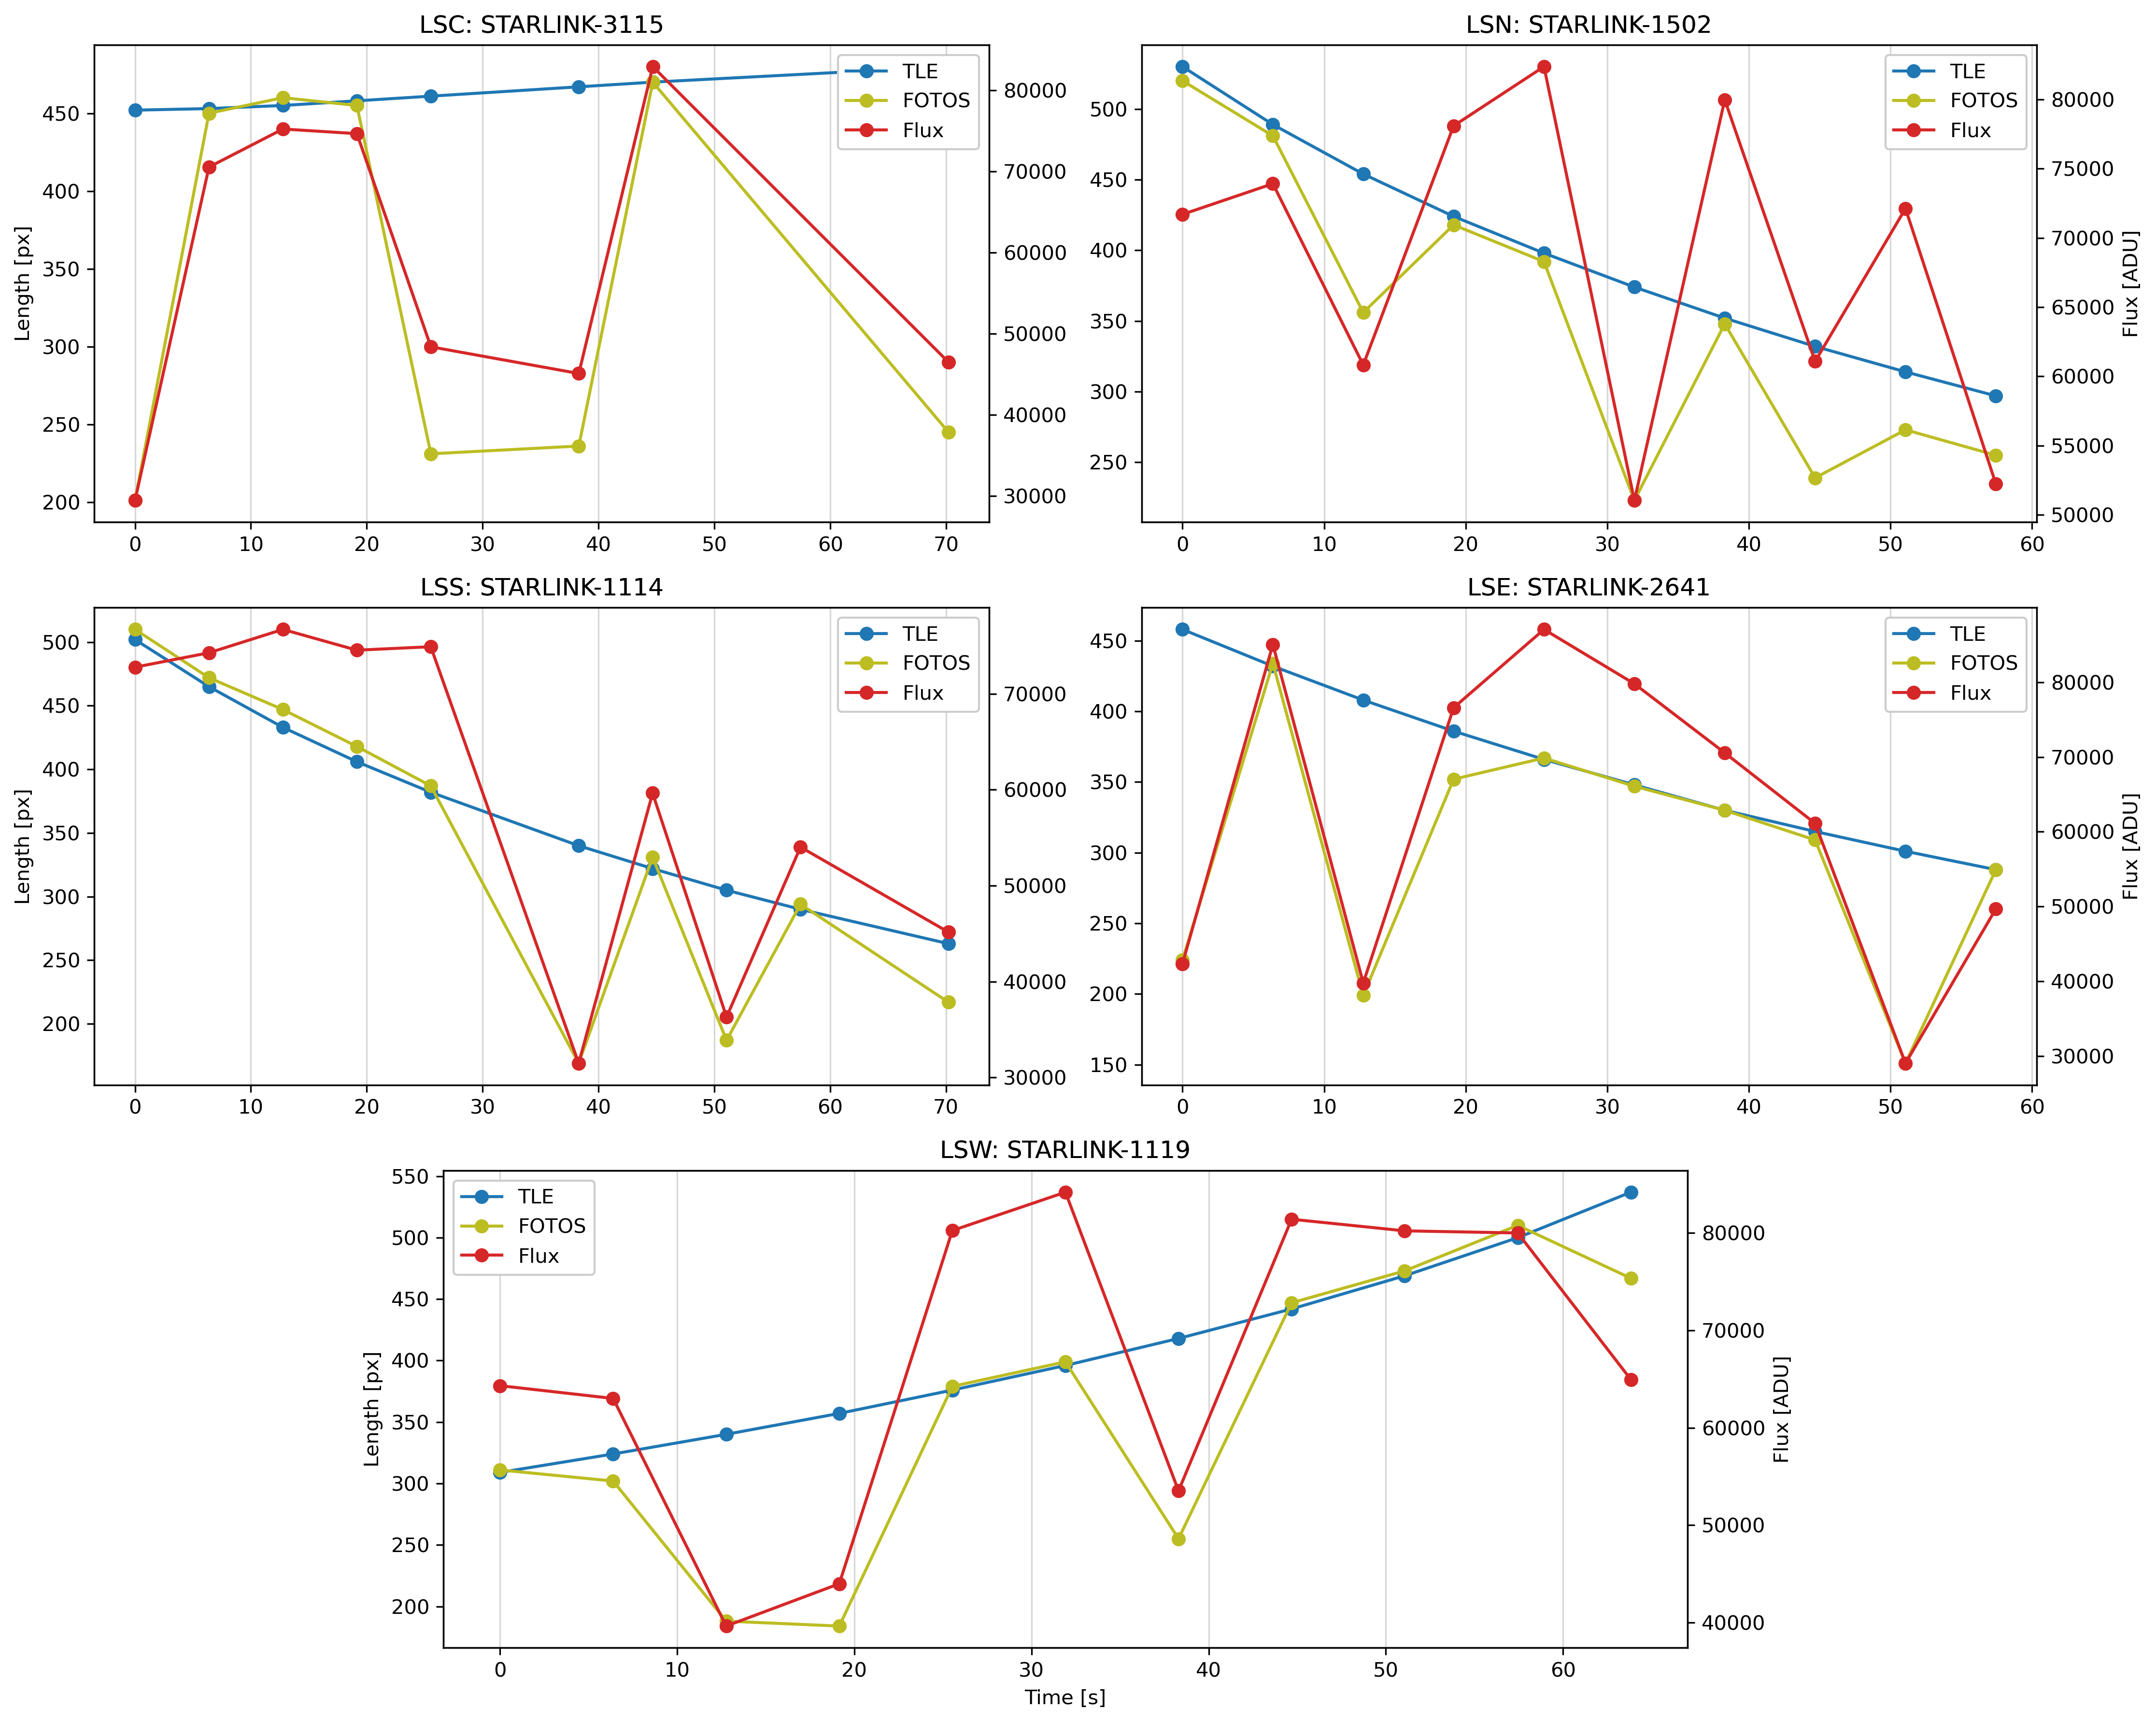 LSC: STARLINK-3115
Length [px]
450
400
350
300
250
200
80000
70000
60000
50000
40000
30000
0 10 20 30 40 50 60 70
TLE
FOTOS
Flux
LSN: STARLINK-1502
500
450
400
350
300
250
80000
75000
70000
65000
60000
55000
50000
Flux [ADU]
0 10 20 30 40 50 60
TLE
FOTOS
Flux
LSS: STARLINK-1114
Length [px]
500
450
400
350
300
250
200
70000
60000
50000
40000
30000
0 10 20 30 40 50 60 70
TLE
FOTOS
Flux
LSE: STARLINK-2641
450
400
350
300
250
200
150
80000
70000
60000
50000
40000
30000
Flux [ADU]
0 10 20 30 40 50 60
TLE
FOTOS
Flux
LSW: STARLINK-1119
Length [px]
550
500
450
400
350
300
250
200
80000
70000
60000
50000
40000
Flux [ADU]
0 10 20 30 40 50 60
Time [s]
TLE
FOTOS
Flux